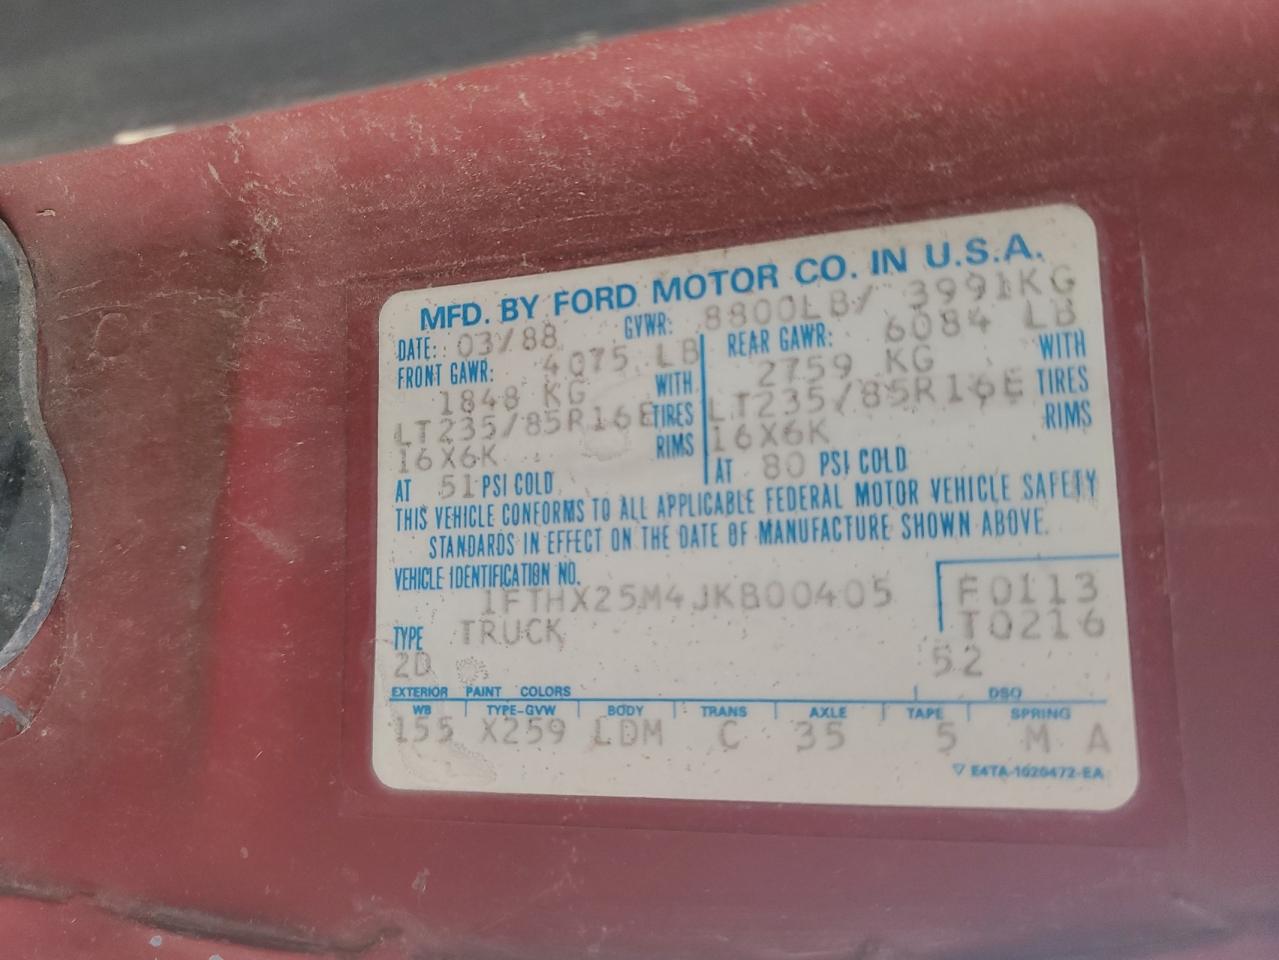 MFD. BY FORD MOTOR CO. IN U.S.A.
DATE: 03/88 GVWR: 8800LB/ 3991KG
FRONT GAWR: 4075 LB
1848 KG WITH
LT235/85R16E TIRES
16X6K RIMS
AT 51 PSI COLD
REAR GAWR: 6084 LB
2759 KG WITH
LT235/85R16E TIRES
16X6K RIMS
AT 80 PSI COLD
THIS VEHICLE CONFORMS TO ALL APPLICABLE FEDERAL MOTOR VEHICLE SAFETY
STANDARDS IN EFFECT ON THE DATE OF MANUFACTURE SHOWN ABOVE.
VEHICLE IDENTIFICATION NO.
1FTHX25M4JKB00405
F0113
TYPE TRUCK
T0216
2D 52
EXTERIOR PAINT COLORS DSO
WB TYPE-GVW BODY TRANS AXLE TAPE SPRING
155 X259 LDM C 35 5 M A
▽ E4TA-1020472-EA